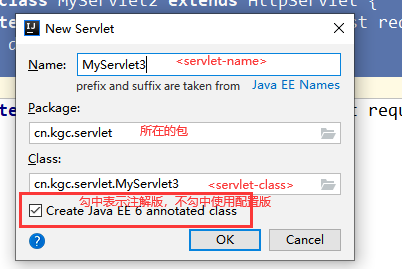 class MyServlet2 extends HttpServlet {
New Servlet
Name: MyServlet3 <servlet-name>
prefix and suffix are taken from Java EE Names
Package:
cn.kgc.servlet 所在的包
Class:
cn.kgc.servlet.MyServlet3 <servlet-class>
勾中表示注解版，不勾中使用配置版
Create Java EE 6 annotated class
? OK Cancel